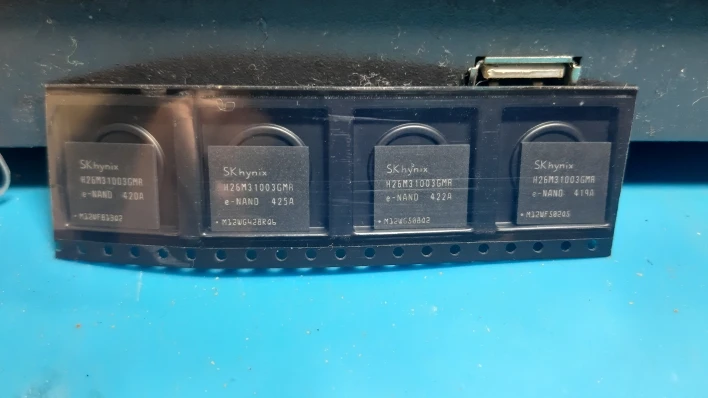 SK hynix
H26M31003GMR
e-NAND 420A
SK hynix
H26M31003GMR
e-NAND 425A
M12WG428RQ6
SK hynix
H26M31003GMR
e-NAND 422A
SK hynix
H26M31003GMR
e-NAND 419A